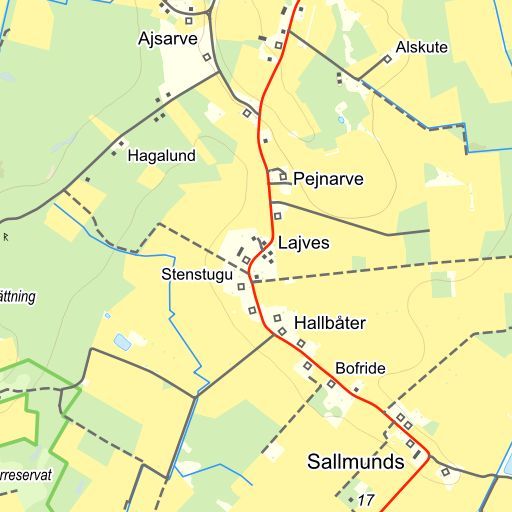 Ajsarve
Alskute
Hagalund
Pejnarve
R
Lajves
Stenstugu
ättning
Hallbåter
Bofride
Sallmunds
rreservat
17